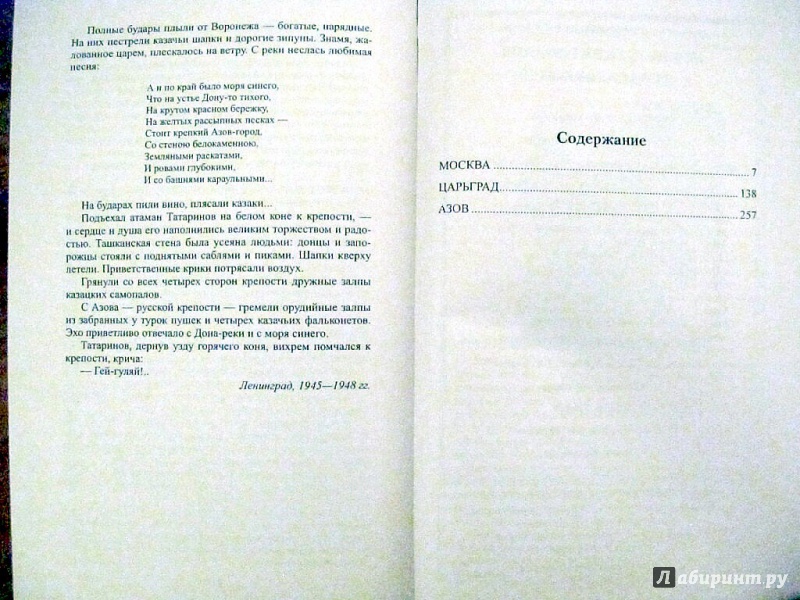 Полные будары плыли от Воронежа — богатые, нарядные.
На них пестрели казачьи шапки и дорогие зипуны. Знамя, жа-
лованное царем, плескалось на ветру. С реки неслась любимая
песня:
А и по край было моря синего,
Что на устье Дону-то тихого,
На крутом красном бережку,
На желтых рассыпных песках —
Стоит крепкий Азов-город,
Со стеною белокаменною,
Земляными раскатами,
И ровами глубокими,
И со башнями караульными...
На бударах пили вино, плясали казаки...
Подъехал атаман Татаринов на белом коне к крепости, —
и сердце и душа его наполнились великим торжеством и радо-
стью. Ташканская стена была усеяна людьми: донцы и запо-
рожцы стояли с поднятыми саблями и пиками. Шапки кверху
летели. Приветственные крики потрясали воздух.
Грянули со всех четырех сторон крепости дружные залпы
казацких самопалов.
С Азова — русской крепости — гремели орудийные залпы
из забранных у турок пушек и четырех казачьих фальконетов.
Эхо приветливо отвечало с Дона-реки и с моря синего.
Татаринов, дернув узду горячего коня, вихрем помчался к
крепости, крича:
— Гей-гуляй!..
Ленинград, 1945—1948 гг.
Содержание
МОСКВА ... 7
ЦАРЬГРАД ... 138
АЗОВ ... 257
Лабиринт.ру